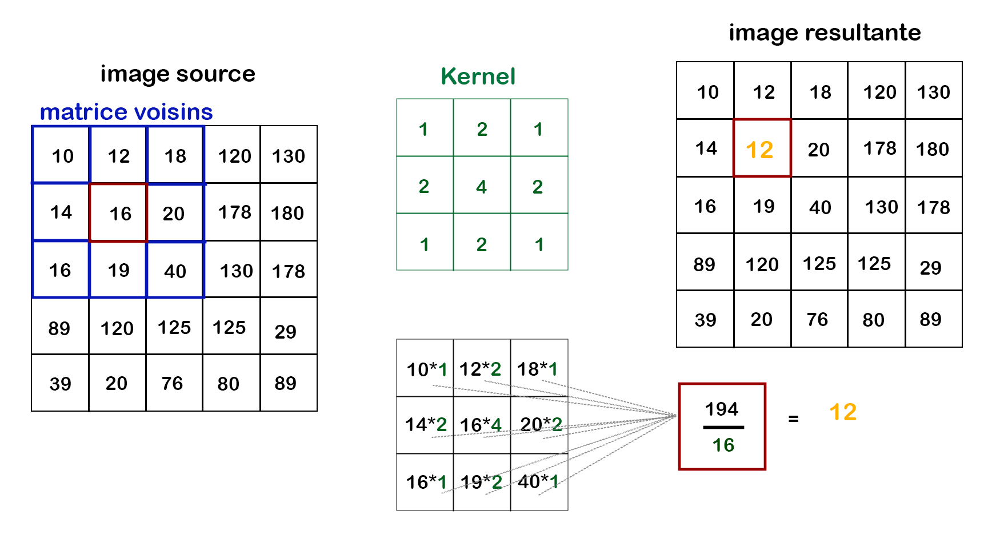 image source
matrice voisins
10 12 18 120 130
14 16 20 178 180
16 19 40 130 178
89 120 125 125 29
39 20 76 80 89
Kernel
1 2 1
2 4 2
1 2 1
10*1 12*2 18*1
14*2 16*4 20*2
16*1 19*2 40*1
image resultante
10 12 18 120 130
14 12 20 178 180
16 19 40 130 178
89 120 125 125 29
39 20 76 80 89
194
16
= 12